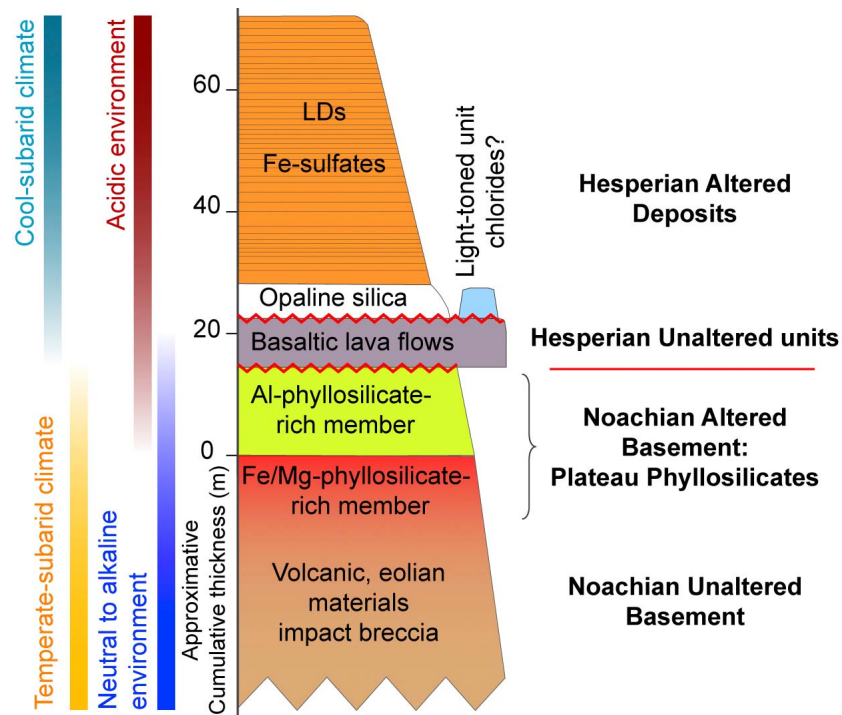 Cool-subarid climate
Temperate-subarid climate
Acidic environment
Neutral to alkaline
environment
Approximative
Cumulative thickness (m)
60
40
20
0
LDs
Fe-sulfates
Opaline silica
Light-toned unit
chlorides?
Basaltic lava flows
Al-phyllosilicate-
rich member
Fe/Mg-phyllosilicate-
rich member
Volcanic, eolian
materials
impact breccia
Hesperian Altered
Deposits
Hesperian Unaltered units
Noachian Altered
Basement:
Plateau Phyllosilicates
Noachian Unaltered
Basement